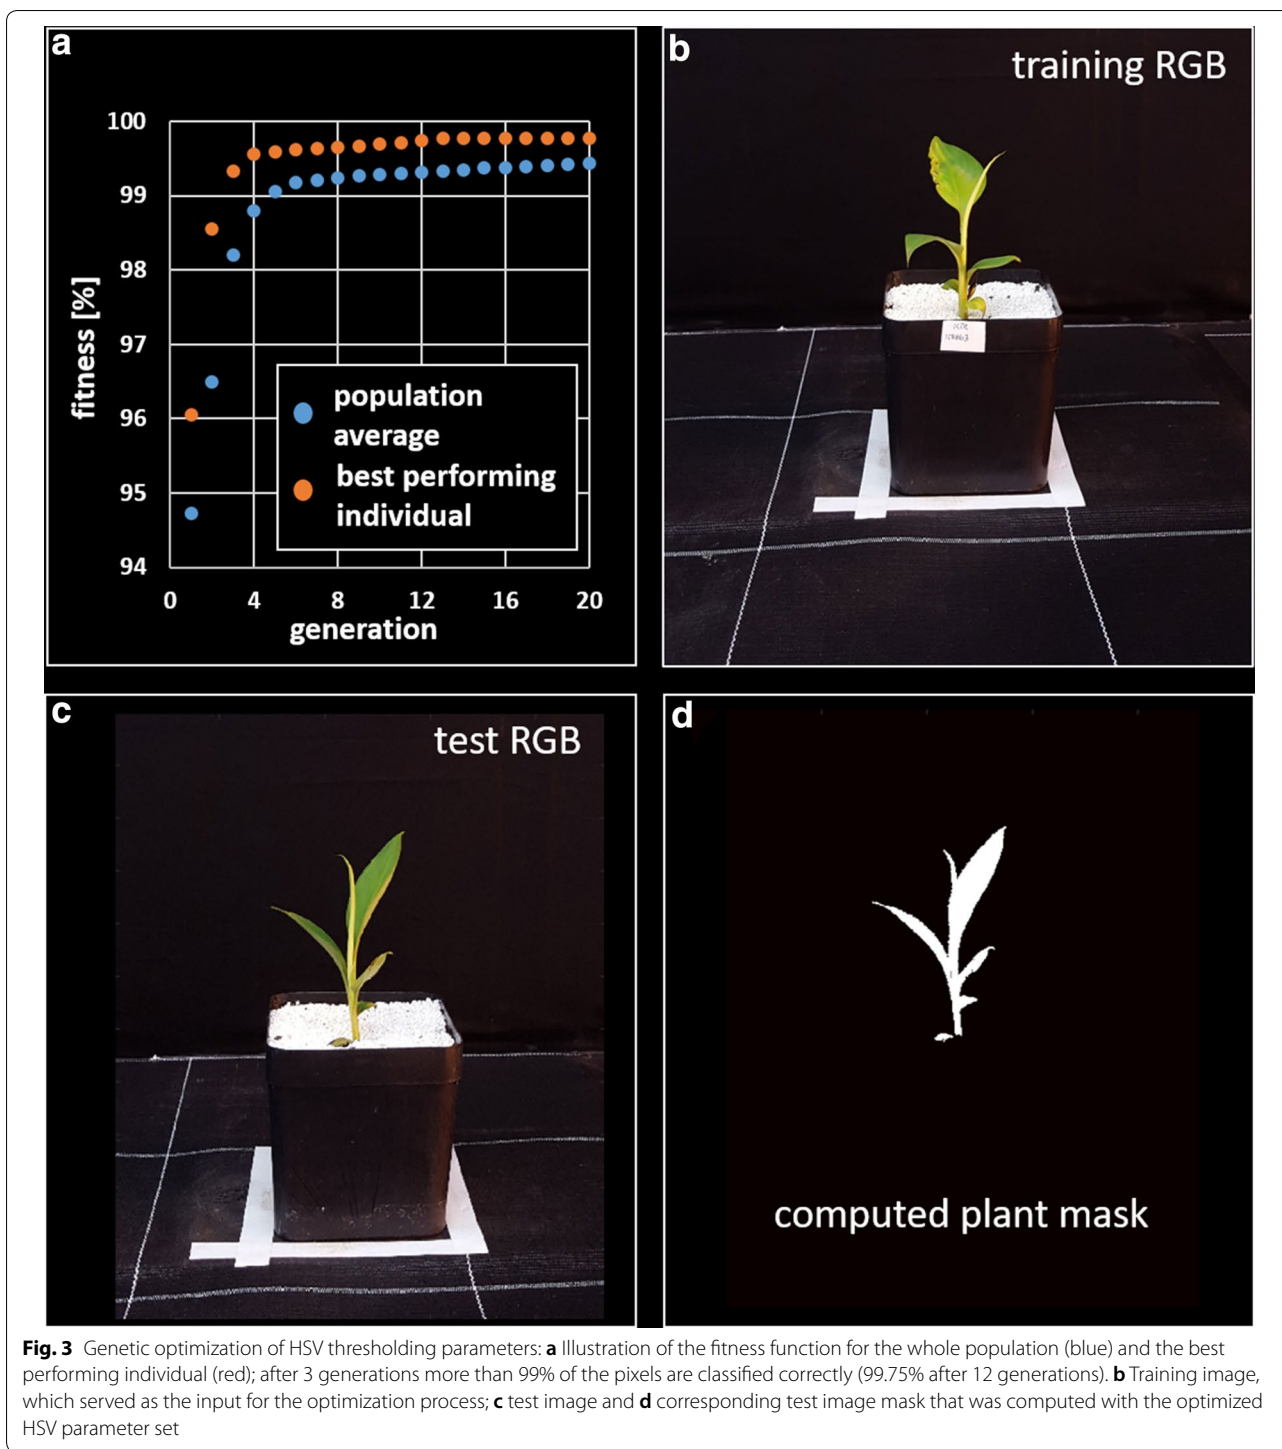 a
100
99
98
97
96
95
94
fitness [%]
population
average
best performing
individual
0 4 8 12 16 20
generation
b
training RGB
c
test RGB
d
computed plant mask
Fig. 3 Genetic optimization of HSV thresholding parameters: a Illustration of the fitness function for the whole population (blue) and the best
performing individual (red); after 3 generations more than 99% of the pixels are classified correctly (99.75% after 12 generations). b Training image,
which served as the input for the optimization process; c test image and d corresponding test image mask that was computed with the optimized
HSV parameter set